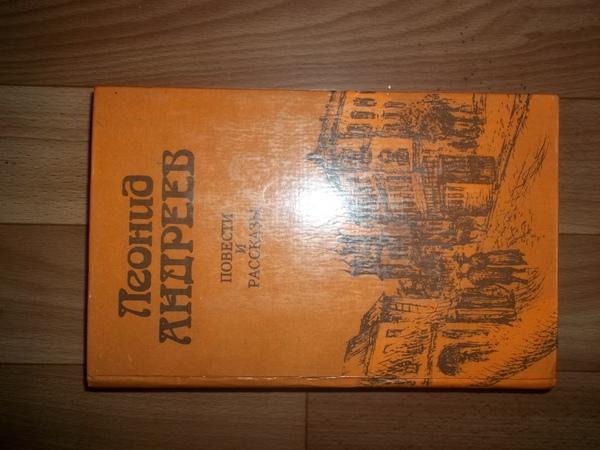 Леонид
АНДРЕЕВ
ПОВЕСТИ
И
РАССКАЗЫ